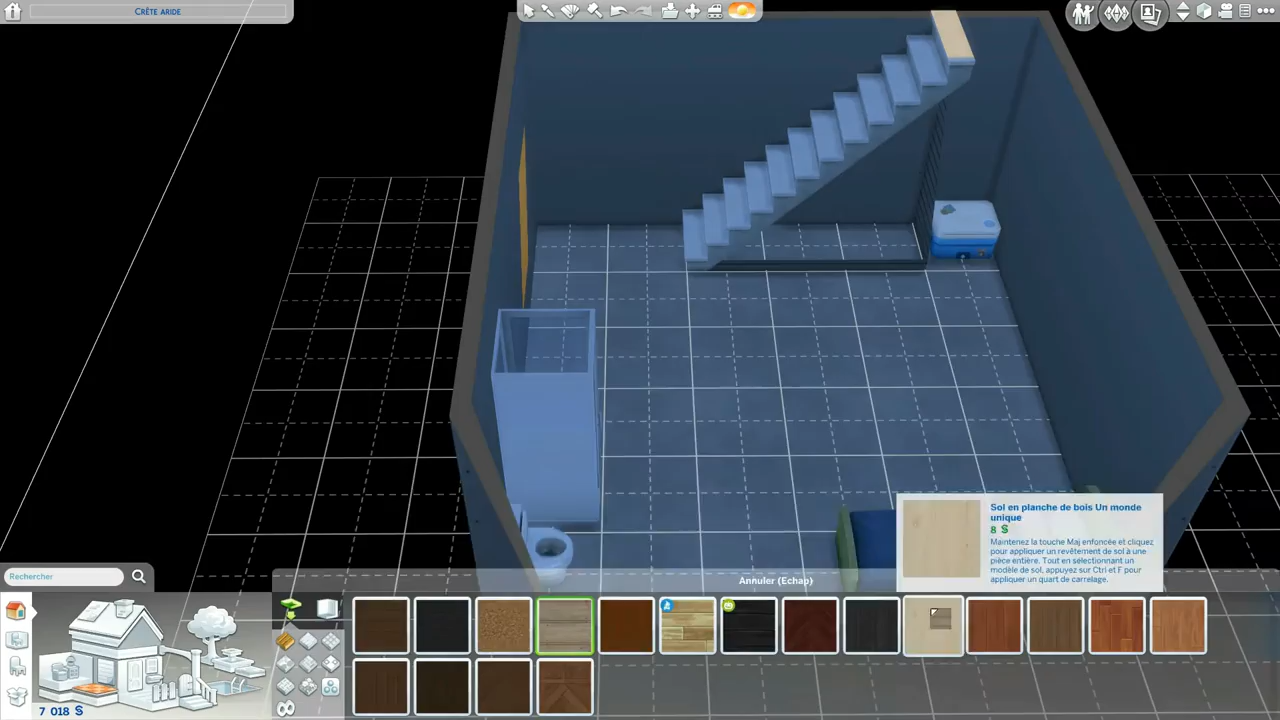 CRÊTE ARIDE
Sol en planche de bois Un monde
unique
8 $
Maintenez la touche Maj enfoncée et cliquez
pour appliquer un revêtement de sol à une
pièce entière. Tout en sélectionnant un
modèle de sol, appuyez sur Ctrl et F pour
appliquer un quart de carrelage.
Annuler (Echap)
Rechercher
7 018 $